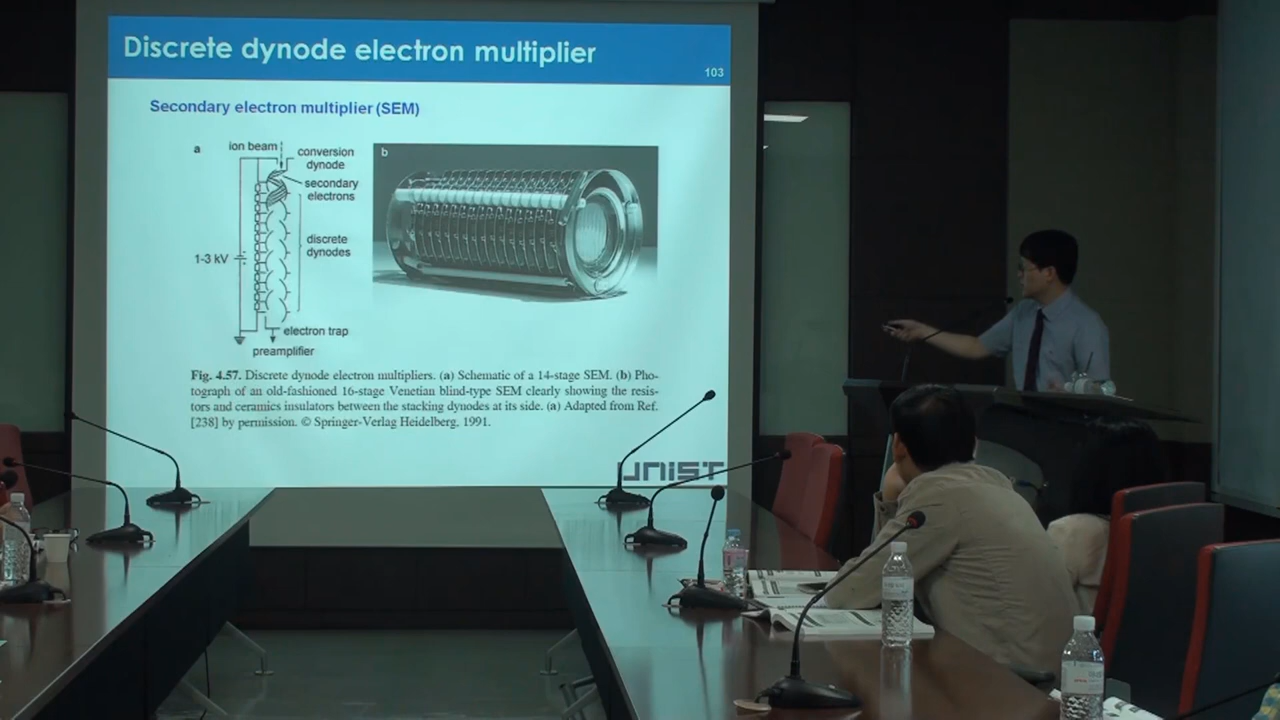 Discrete dynode electron multiplier
103
Secondary electron multiplier (SEM)
a
ion beam
conversion
dynode
secondary
electrons
discrete
dynodes
1-3 kV
electron trap
preamplifier
b
Fig. 4.57. Discrete dynode electron multipliers. (a) Schematic of a 14-stage SEM. (b) Pho-
tograph of an old-fashioned 16-stage Venetian blind-type SEM clearly showing the resis-
tors and ceramics insulators between the stacking dynodes at its side. (a) Adapted from Ref.
[238] by permission. © Springer-Verlag Heidelberg, 1991.
UNIST